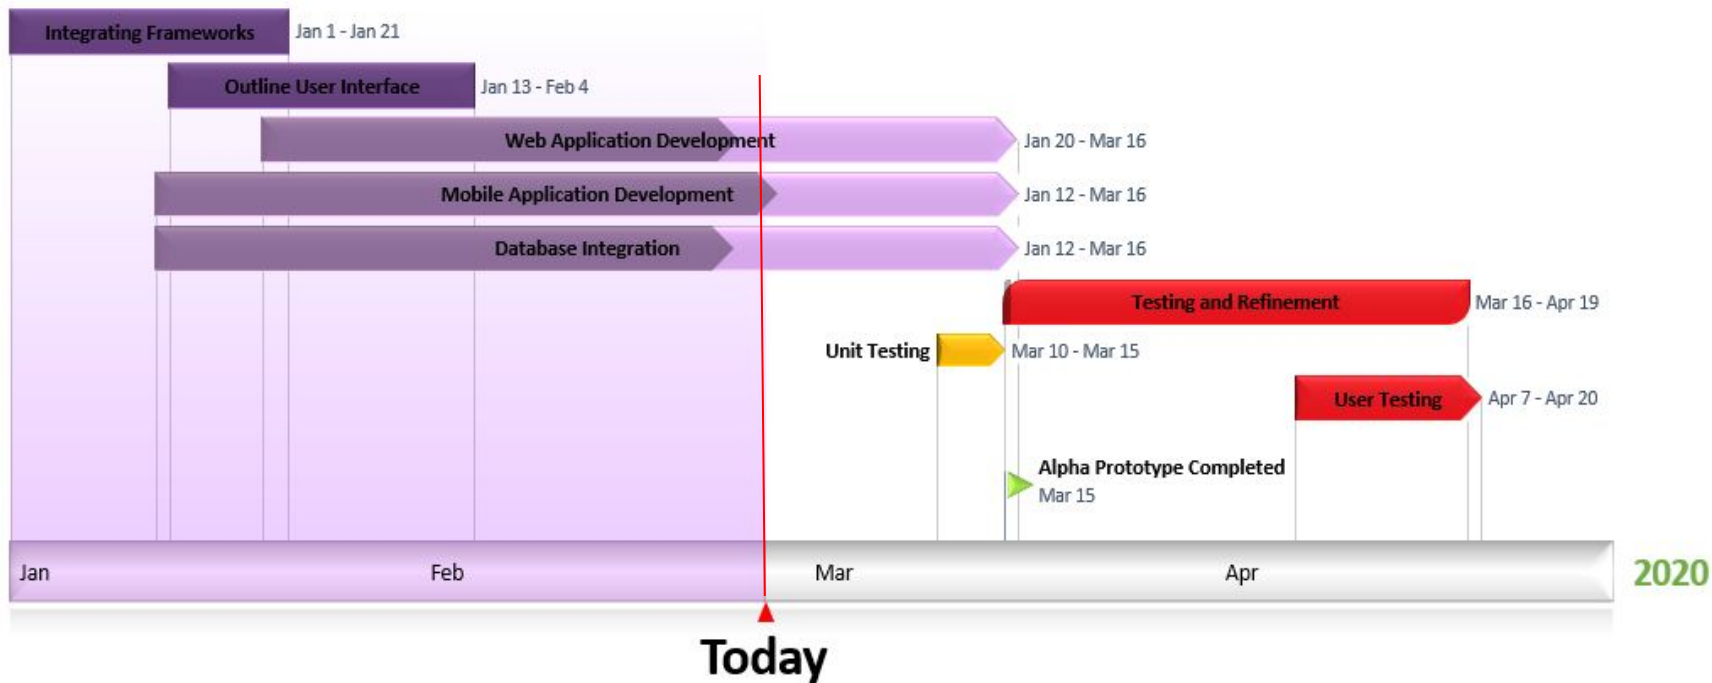 Integrating Frameworks Jan 1 - Jan 21
Outline User Interface Jan 13 - Feb 4
Web Application Development Jan 20 - Mar 16
Mobile Application Development Jan 12 - Mar 16
Database Integration Jan 12 - Mar 16
Testing and Refinement Mar 16 - Apr 19
Unit Testing Mar 10 - Mar 15
User Testing Apr 7 - Apr 20
Alpha Prototype Completed
Mar 15
Jan Feb Mar Apr 2020
Today